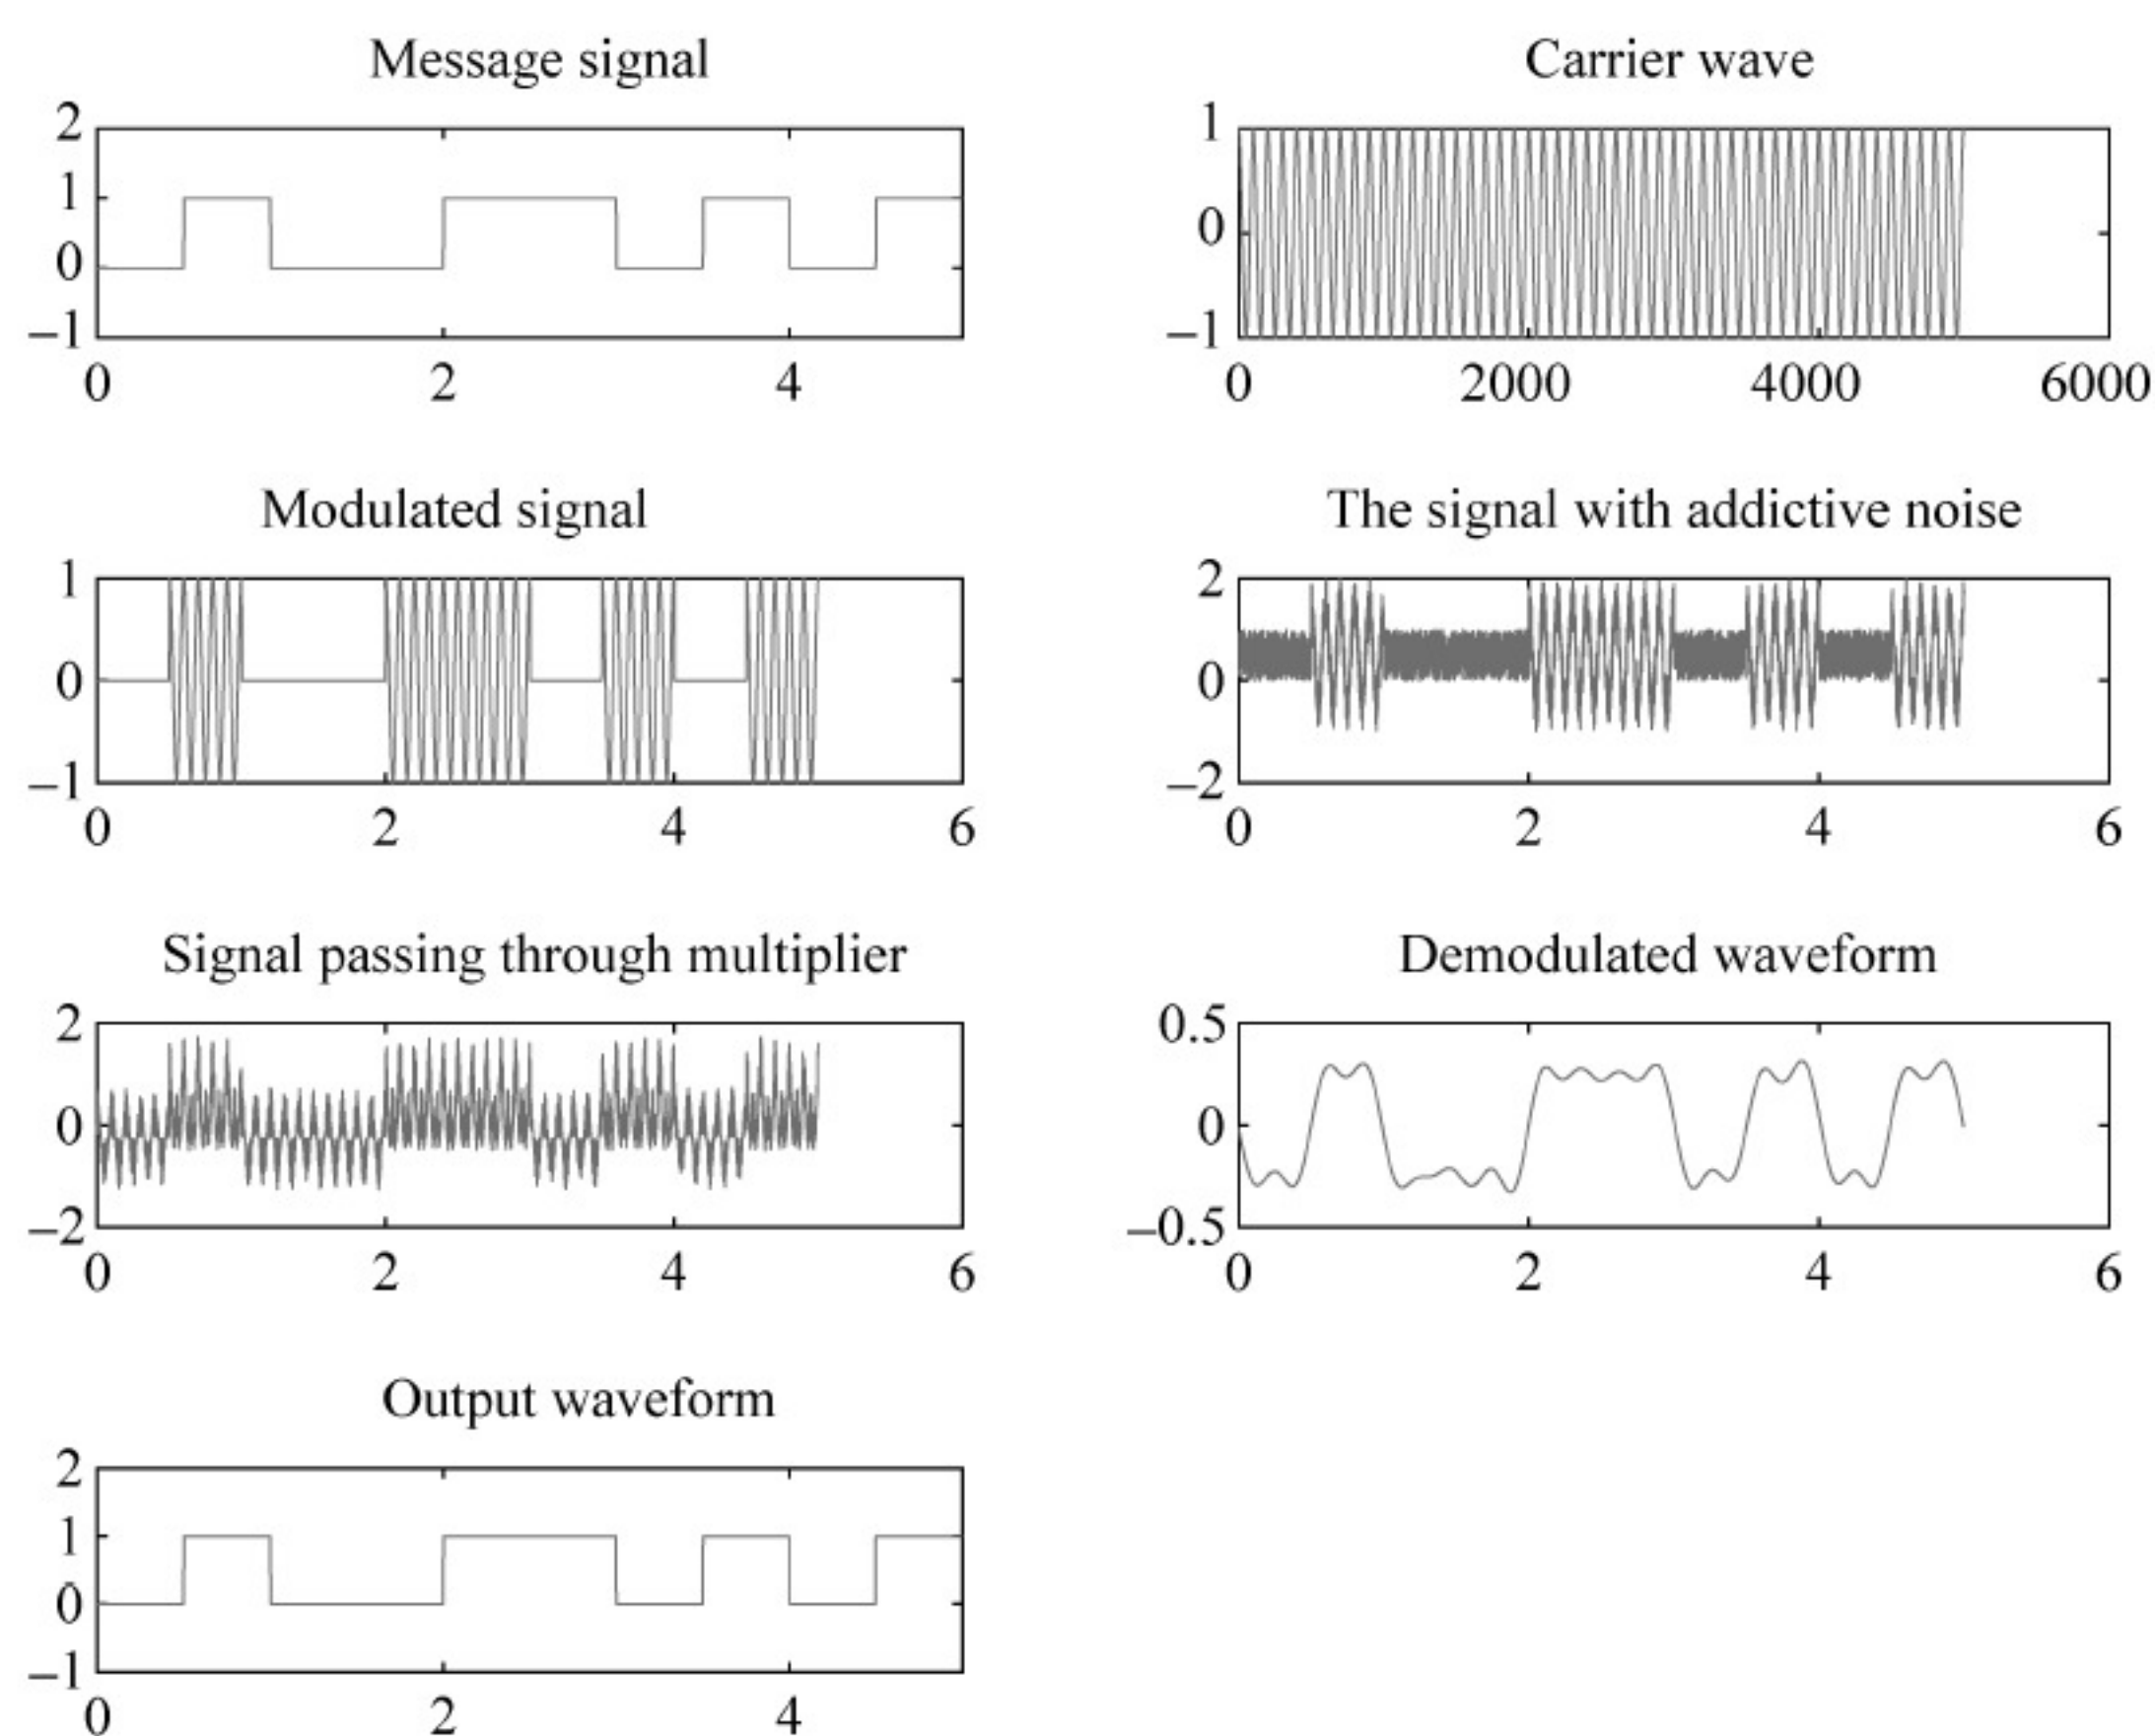 Message signal
2
1
0
−1
0 2 4
Carrier wave
1
0
−1
0 2000 4000 6000
Modulated signal
1
0
−1
0 2 4 6
The signal with addictive noise
2
0
−2
0 2 4 6
Signal passing through multiplier
2
0
−2
0 2 4 6
Demodulated waveform
0.5
0
−0.5
0 2 4 6
Output waveform
2
1
0
−1
0 2 4